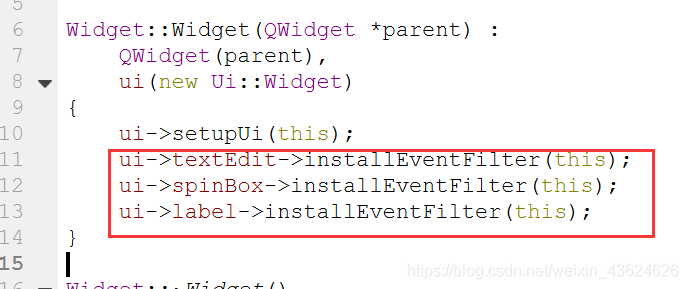 5
6 Widget::Widget(QWidget *parent) :
7 QWidget(parent),
8 ui(new Ui::Widget)
9 {
10 ui->setupUi(this);
11 ui->textEdit->installEventFilter(this);
12 ui->spinBox->installEventFilter(this);
13 ui->label->installEventFilter(this);
14 }
15
16 Widget::~Widget()
https://blog.csdn.net/weixin_43624626